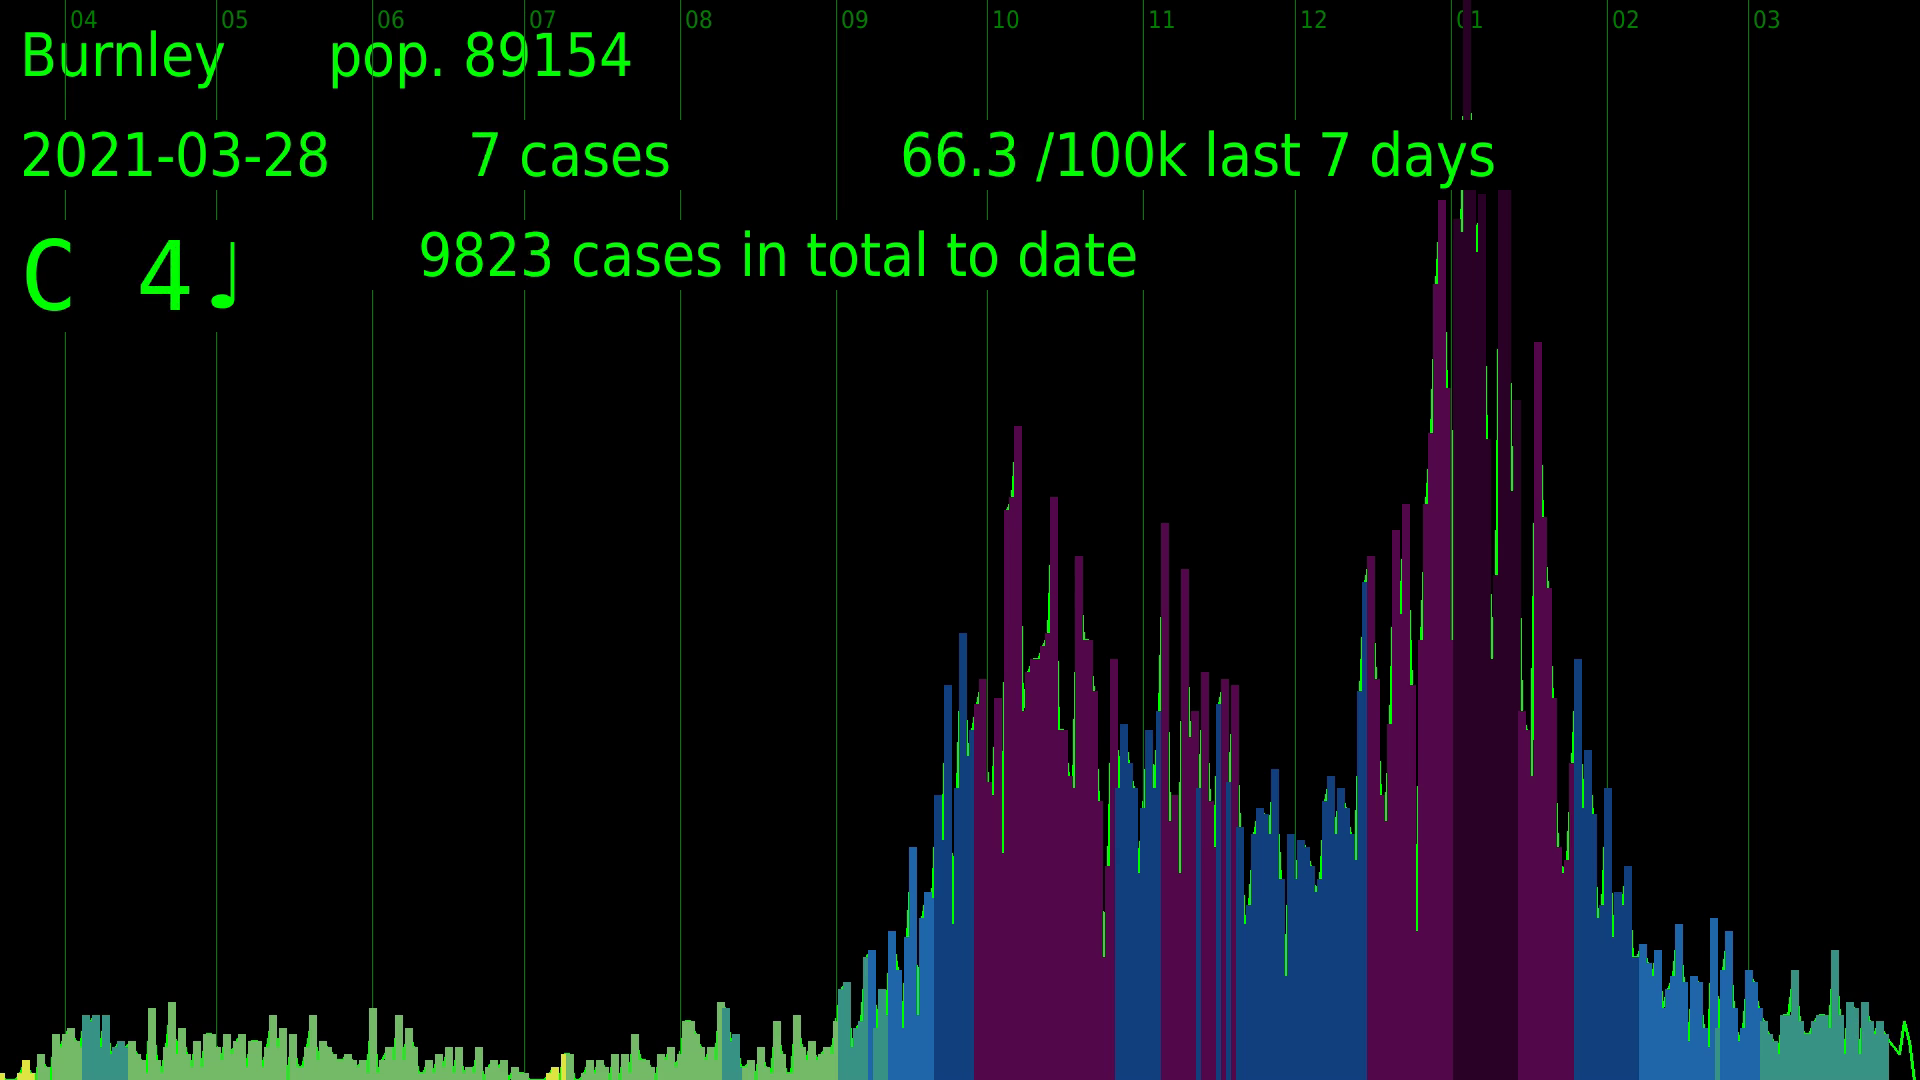 04 05 06 07 08 09 10 11 12 01 02 03
Burnley pop. 89154
2021-03-28 7 cases 66.3 /100k last 7 days
C 4♩ 9823 cases in total to date